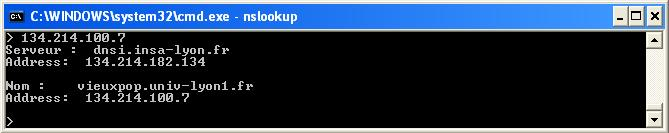 C:\WINDOWS\system32\cmd.exe - nslookup
> 134.214.100.7
Serveur :  dnsi.insa-lyon.fr
Address:  134.214.182.134
Nom :    vieuxpop.univ-lyon1.fr
Address:  134.214.100.7
>